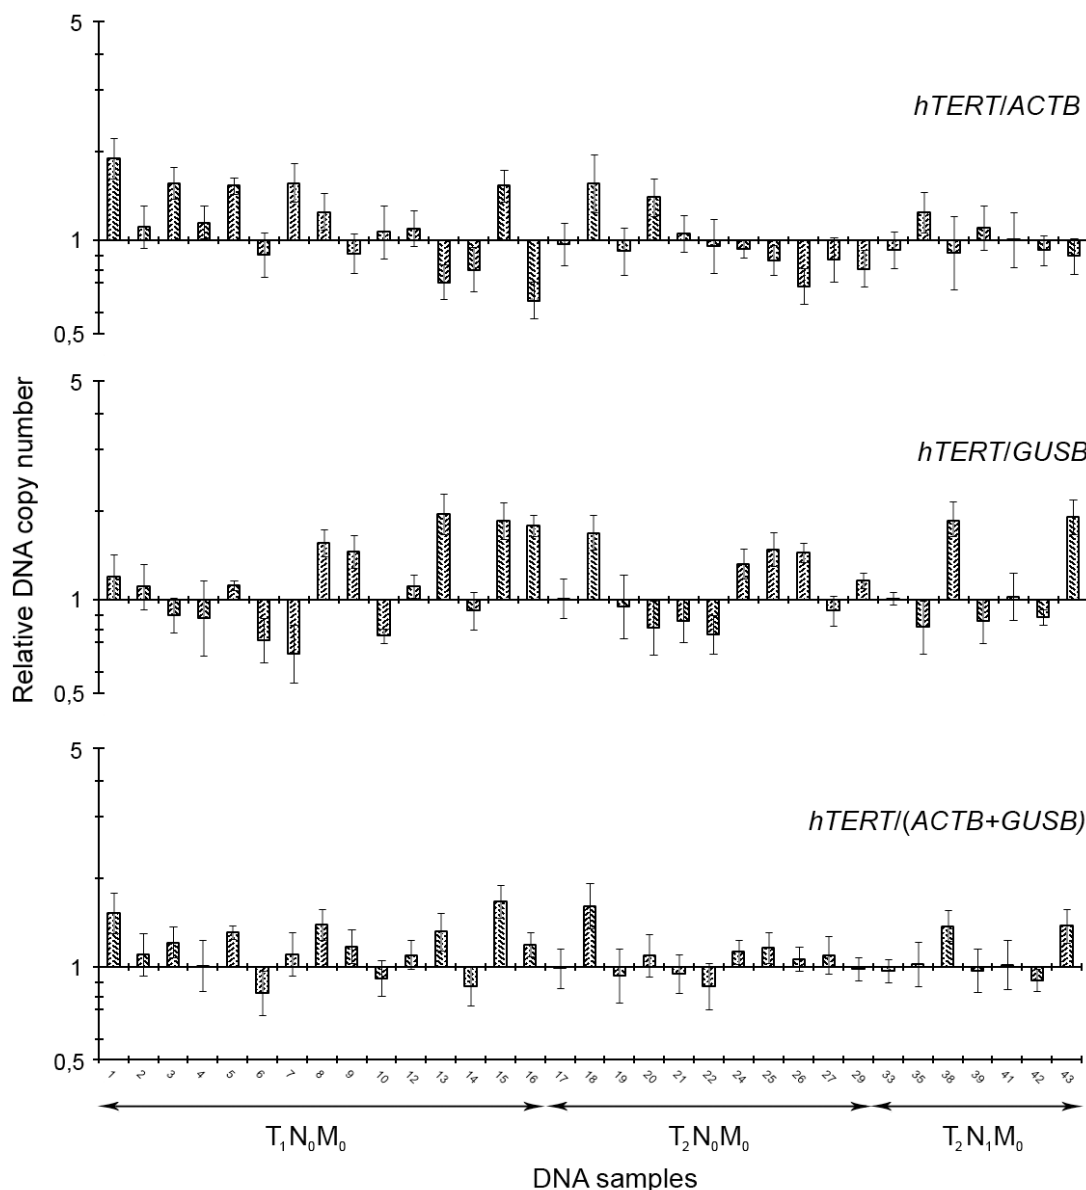 5
hTERT/ACTB
1
0,5
5
hTERT/GUSB
1
0,5
Relative DNA copy number
5
hTERT/(ACTB+GUSB)
1
0,5
1 2 3 4 5 6 7 8 9 10 12 13 14 15 16 17 18 19 20 21 22 24 25 26 27 29 33 35 38 39 41 42 43
T₁N₀M₀ T₂N₀M₀ T₂N₁M₀
DNA samples